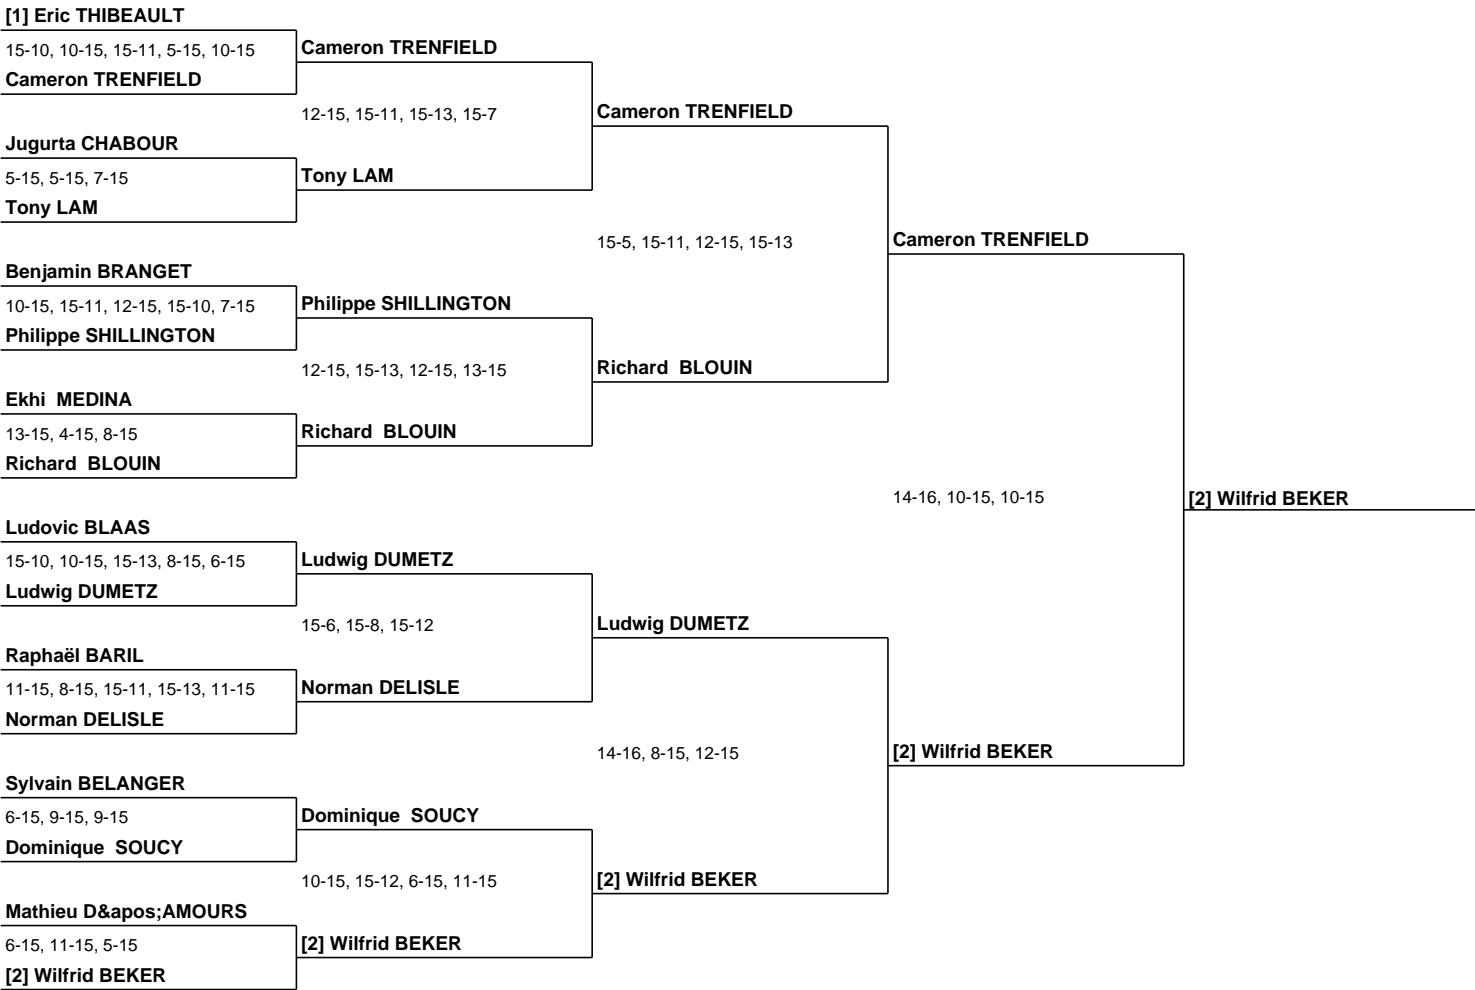 [1] Eric THIBEAULT
15-10, 10-15, 15-11, 5-15, 10-15
Cameron TRENFIELD
Jugurta CHABOUR
5-15, 5-15, 7-15
Tony LAM
Benjamin BRANGET
10-15, 15-11, 12-15, 15-10, 7-15
Philippe SHILLINGTON
Ekhi  MEDINA
13-15, 4-15, 8-15
Richard  BLOUIN
Ludovic BLAAS
15-10, 10-15, 15-13, 8-15, 6-15
Ludwig DUMETZ
Raphaël BARIL
11-15, 8-15, 15-11, 15-13, 11-15
Norman DELISLE
Sylvain BELANGER
6-15, 9-15, 9-15
Dominique  SOUCY
Mathieu D&apos;AMOURS
6-15, 11-15, 5-15
[2] Wilfrid BEKER
Cameron TRENFIELD
12-15, 15-11, 15-13, 15-7
Tony LAM
Philippe SHILLINGTON
12-15, 15-13, 12-15, 13-15
Richard  BLOUIN
Ludwig DUMETZ
15-6, 15-8, 15-12
Norman DELISLE
Dominique  SOUCY
10-15, 15-12, 6-15, 11-15
[2] Wilfrid BEKER
Cameron TRENFIELD
15-5, 15-11, 12-15, 15-13
Richard  BLOUIN
Ludwig DUMETZ
14-16, 8-15, 12-15
[2] Wilfrid BEKER
Cameron TRENFIELD
14-16, 10-15, 10-15
[2] Wilfrid BEKER
[2] Wilfrid BEKER